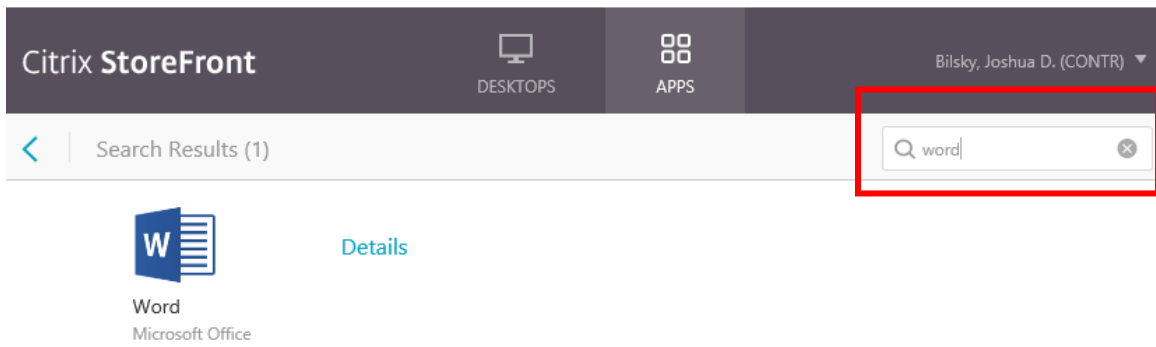 Citrix StoreFront
DESKTOPS
APPS
Bilsky, Joshua D. (CONTR)
Search Results (1)
word
W
Details
Word
Microsoft Office